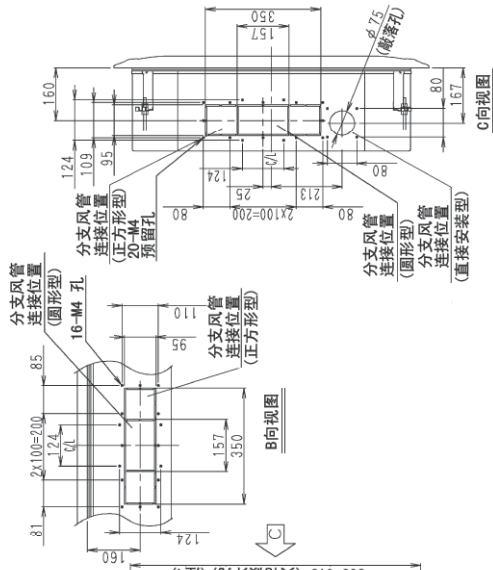 350
157
φ75
(敲落孔)
160
124
109
95
80
167
C向视图
124
C/L
25
213
80
2x100=200
80
80
分支风管
连接位置
(正方形型)
20-M4
预留孔
分支风管
连接位置
(圆形型)
分支风管
连接位置
(直接安装型)
分支风管
连接位置
(圆形型)
16-M4 孔
110
95
分支风管
连接位置
(正方形型)
85
2x100=200
124
C/L
81
157
350
B向视图
160
124
C